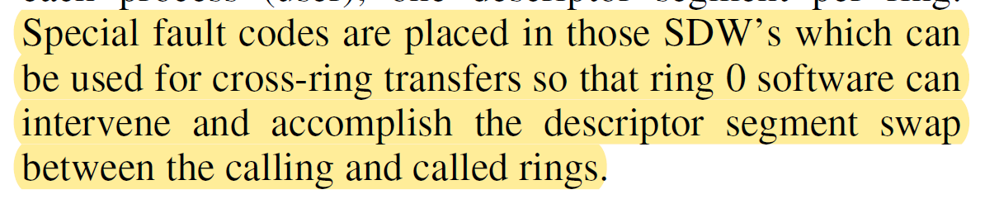 each process (user), one descriptor segment per ring.
Special fault codes are placed in those SDW’s which can
be used for cross-ring transfers so that ring 0 software can
intervene and accomplish the descriptor segment swap
between the calling and called rings.